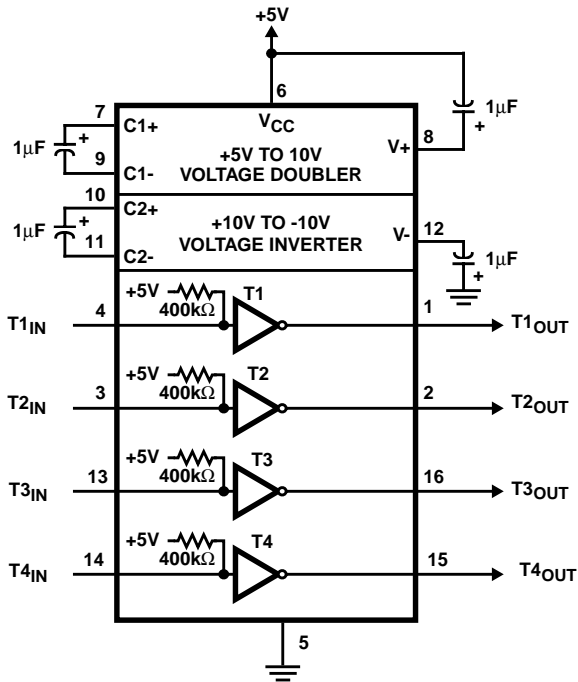 +5V
6
7
C1+
VCC
1μF
+
9
C1-
+5V TO 10V
VOLTAGE DOUBLER
V+
8
1μF
+
10
C2+
1μF
+
11
C2-
+10V TO -10V
VOLTAGE INVERTER
V-
12
1μF
+
T1IN
4
+5V
400kΩ
T1
1
T1OUT
T2IN
3
+5V
400kΩ
T2
2
T2OUT
T3IN
13
+5V
400kΩ
T3
16
T3OUT
T4IN
14
+5V
400kΩ
T4
15
T4OUT
5